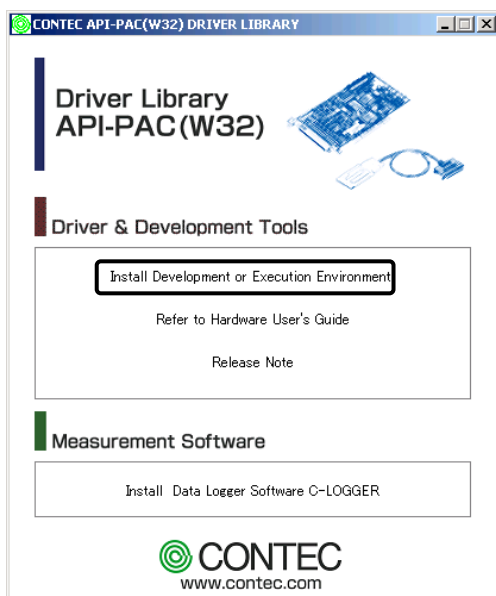 CONTEC API-PAC(W32) DRIVER LIBRARY
Driver Library
API-PAC(W32)
Driver & Development Tools
Install Development or Execution Environment
Refer to Hardware User's Guide
Release Note
Measurement Software
Install Data Logger Software C-LOGGER
CONTEC
www.contec.com